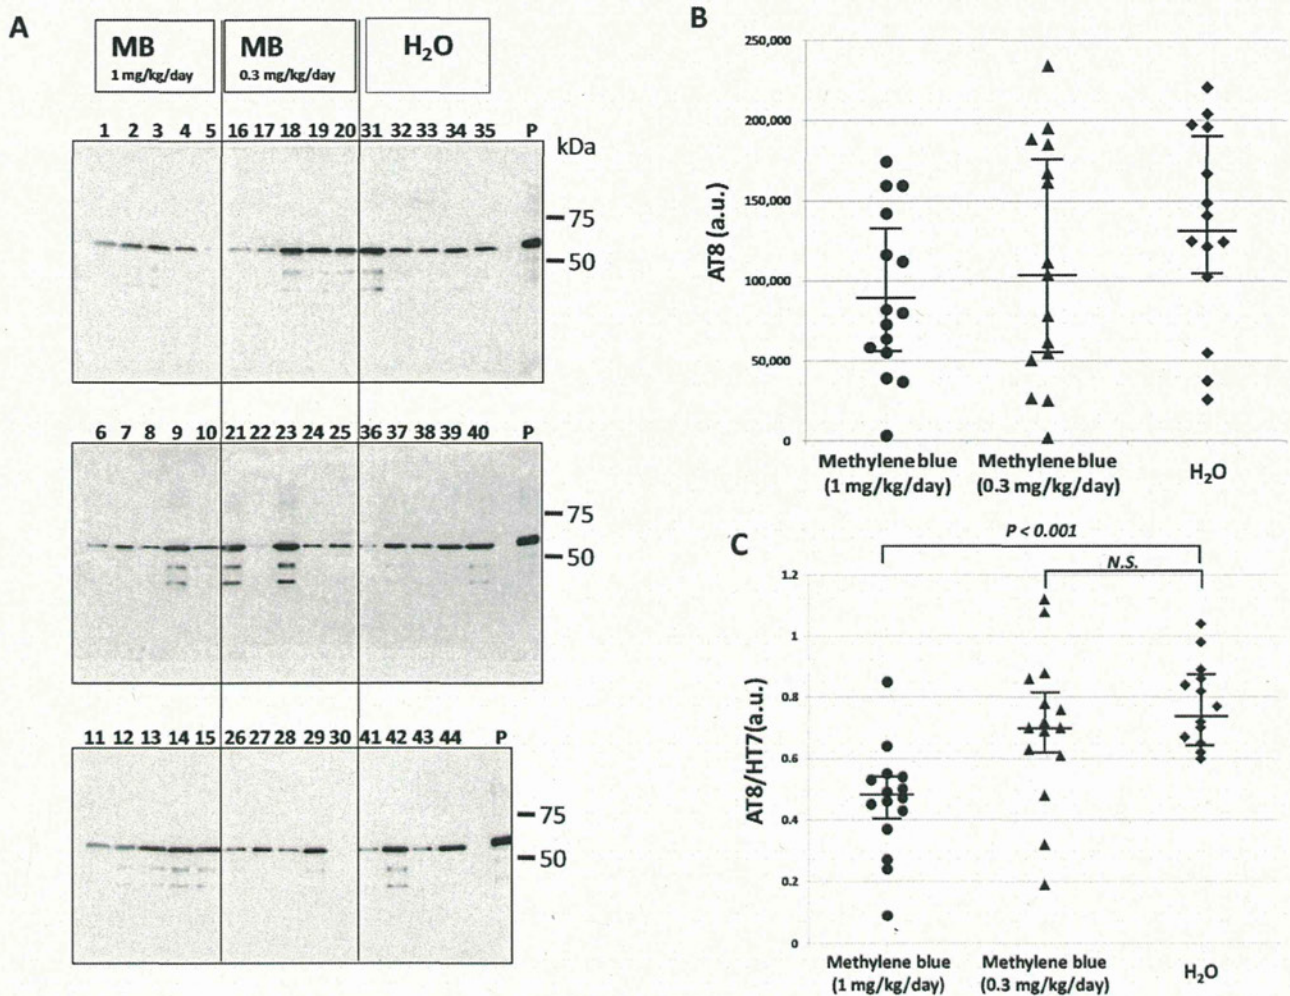 A
MB
1 mg/kg/day
MB
0.3 mg/kg/day
H₂O
1 2 3 4 5 16 17 18 19 20 31 32 33 34 35 P
kDa
75
50
6 7 8 9 10 21 22 23 24 25 36 37 38 39 40 P
75
50
11 12 13 14 15 26 27 28 29 30 41 42 43 44 P
75
50
B
250,000
200,000
150,000
100,000
50,000
0
AT8 (a.u.)
Methylene blue
(1 mg/kg/day)
Methylene blue
(0.3 mg/kg/day)
H₂O
C
P < 0.001
N.S.
1.2
1
0.8
0.6
0.4
0.2
0
AT8/HT7(a.u.)
Methylene blue
(1 mg/kg/day)
Methylene blue
(0.3 mg/kg/day)
H₂O